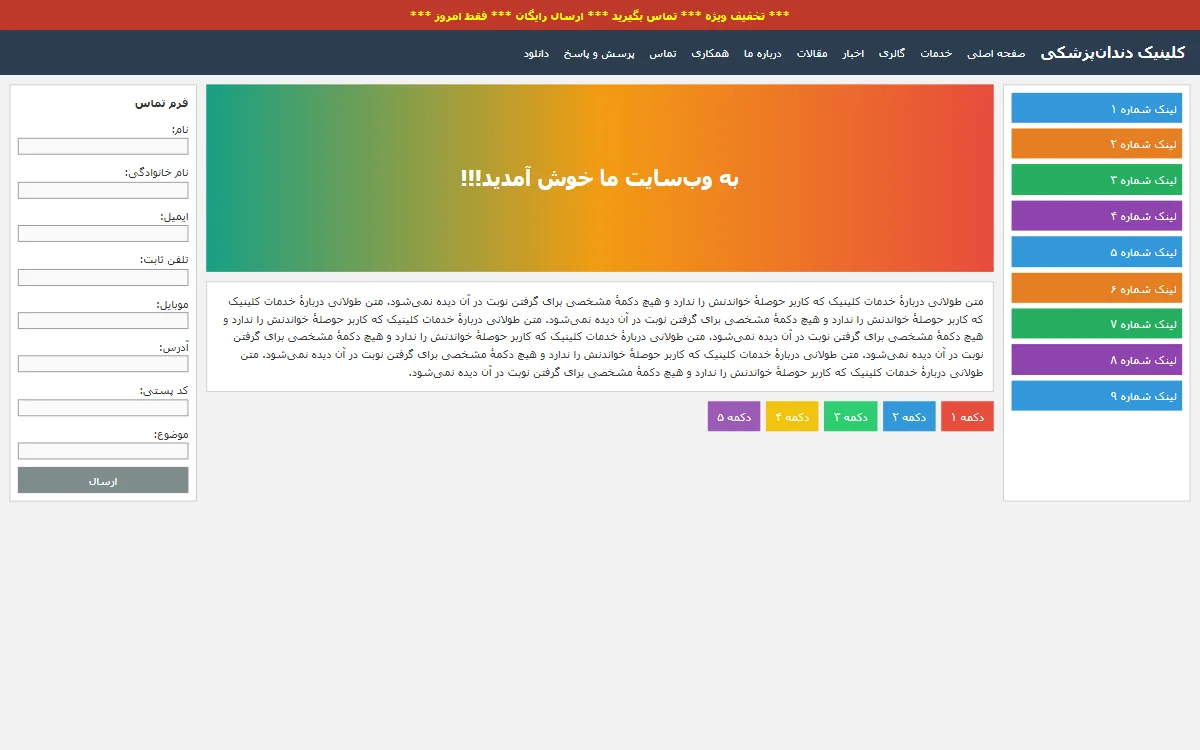 *** تخفیف ویژه *** تماس بگیرید *** ارسال رایگان *** فقط امروز ***
کلینیک دندان‌پزشکی
صفحه اصلی
خدمات
گالری
اخبار
مقالات
درباره ما
همکاری
تماس
پرسش و پاسخ
دانلود
لینک شماره ۱
لینک شماره ۲
لینک شماره ۳
لینک شماره ۴
لینک شماره ۵
لینک شماره ۶
لینک شماره ۷
لینک شماره ۸
لینک شماره ۹
به وب‌سایت ما خوش آمدید!!!
متن طولانی دربارهٔ خدمات کلینیک که کاربر حوصلهٔ خواندنش را ندارد و هیچ دکمهٔ مشخصی برای گرفتن نوبت در آن دیده نمی‌شود. متن طولانی دربارهٔ خدمات کلینیک
که کاربر حوصلهٔ خواندنش را ندارد و هیچ دکمهٔ مشخصی برای گرفتن نوبت در آن دیده نمی‌شود. متن طولانی دربارهٔ خدمات کلینیک که کاربر حوصلهٔ خواندنش را ندارد و
هیچ دکمهٔ مشخصی برای گرفتن نوبت در آن دیده نمی‌شود. متن طولانی دربارهٔ خدمات کلینیک که کاربر حوصلهٔ خواندنش را ندارد و هیچ دکمهٔ مشخصی برای گرفتن
نوبت در آن دیده نمی‌شود. متن طولانی دربارهٔ خدمات کلینیک که کاربر حوصلهٔ خواندنش را ندارد و هیچ دکمهٔ مشخصی برای گرفتن نوبت در آن دیده نمی‌شود. متن
طولانی دربارهٔ خدمات کلینیک که کاربر حوصلهٔ خواندنش را ندارد و هیچ دکمهٔ مشخصی برای گرفتن نوبت در آن دیده نمی‌شود.
دکمه ۱
دکمه ۲
دکمه ۳
دکمه ۴
دکمه ۵
فرم تماس
نام:
نام خانوادگی:
ایمیل:
تلفن ثابت:
موبایل:
آدرس:
کد پستی:
موضوع:
ارسال